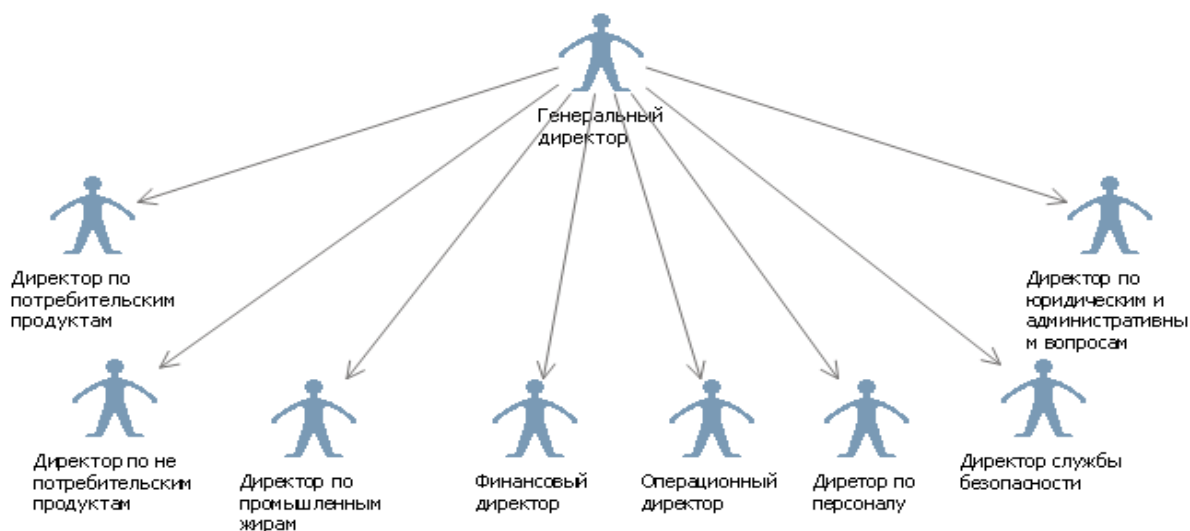 Генеральный
директор
Директор по
потребительским
продуктам
Директор по
юридическим и
административны
м вопросам
Директор по не
потребительским
продуктам
Директор по
промышленным
жирам
Финансовый
директор
Операционный
директор
Диретор по
персоналу
Директор службы
безопасности